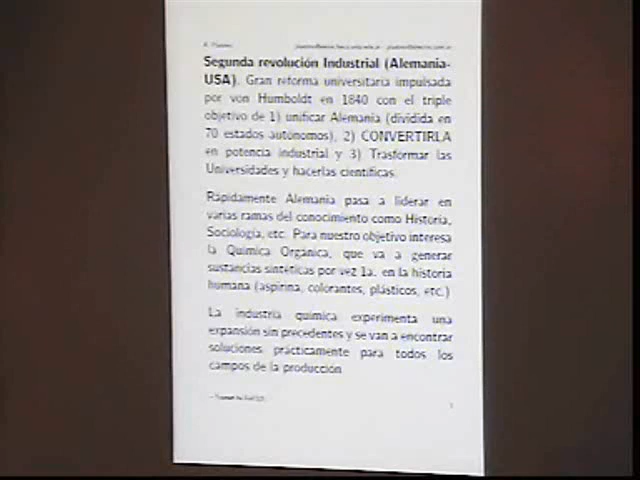 Segunda revolución Industrial (Alemania-
USA). Gran reforma universitaria impulsada
por von Humboldt en 1840 con el triple
objetivo de 1) unificar Alemania (dividida en
70 estados autónomos), 2) CONVERTIRLA
en potencia industrial y 3) Trasformar las
Universidades y hacerlas científicas.
Rápidamente Alemania pasa a liderar en
varias ramas del conocimiento como Historia,
Sociología, etc. Para nuestro objetivo interesa
la Química Orgánica, que va a generar
sustancias sintéticas por vez 1a. en la historia
humana (aspirina, colorantes, plásticos, etc.)
La industria química experimenta una
expansión sin precedentes y se van a encontrar
soluciones prácticamente para todos los
campos de la producción